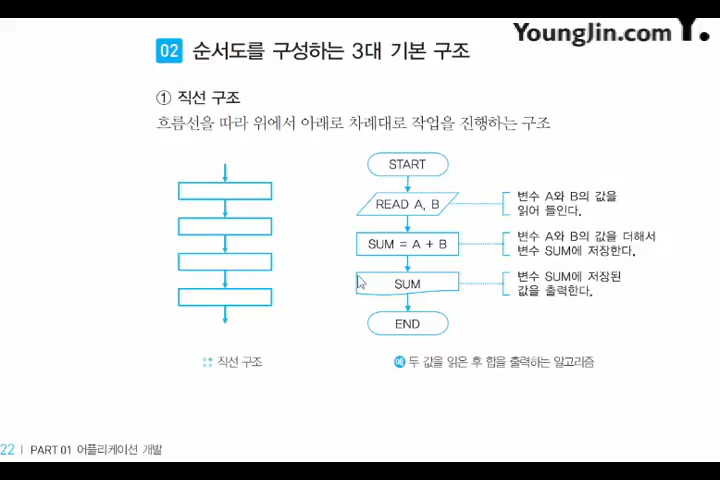 YoungJin.com Y.
02 순서도를 구성하는 3대 기본 구조
① 직선 구조
흐름선을 따라 위에서 아래로 차례대로 작업을 진행하는 구조
START
READ A, B
변수 A와 B의 값을
읽어 들인다.
SUM = A + B
변수 A와 B의 값을 더해서
변수 SUM에 저장한다.
SUM
변수 SUM에 저장된
값을 출력한다.
END
직선 구조
예 두 값을 읽은 후 합을 출력하는 알고리즘
22 | PART 01 어플리케이션 개발